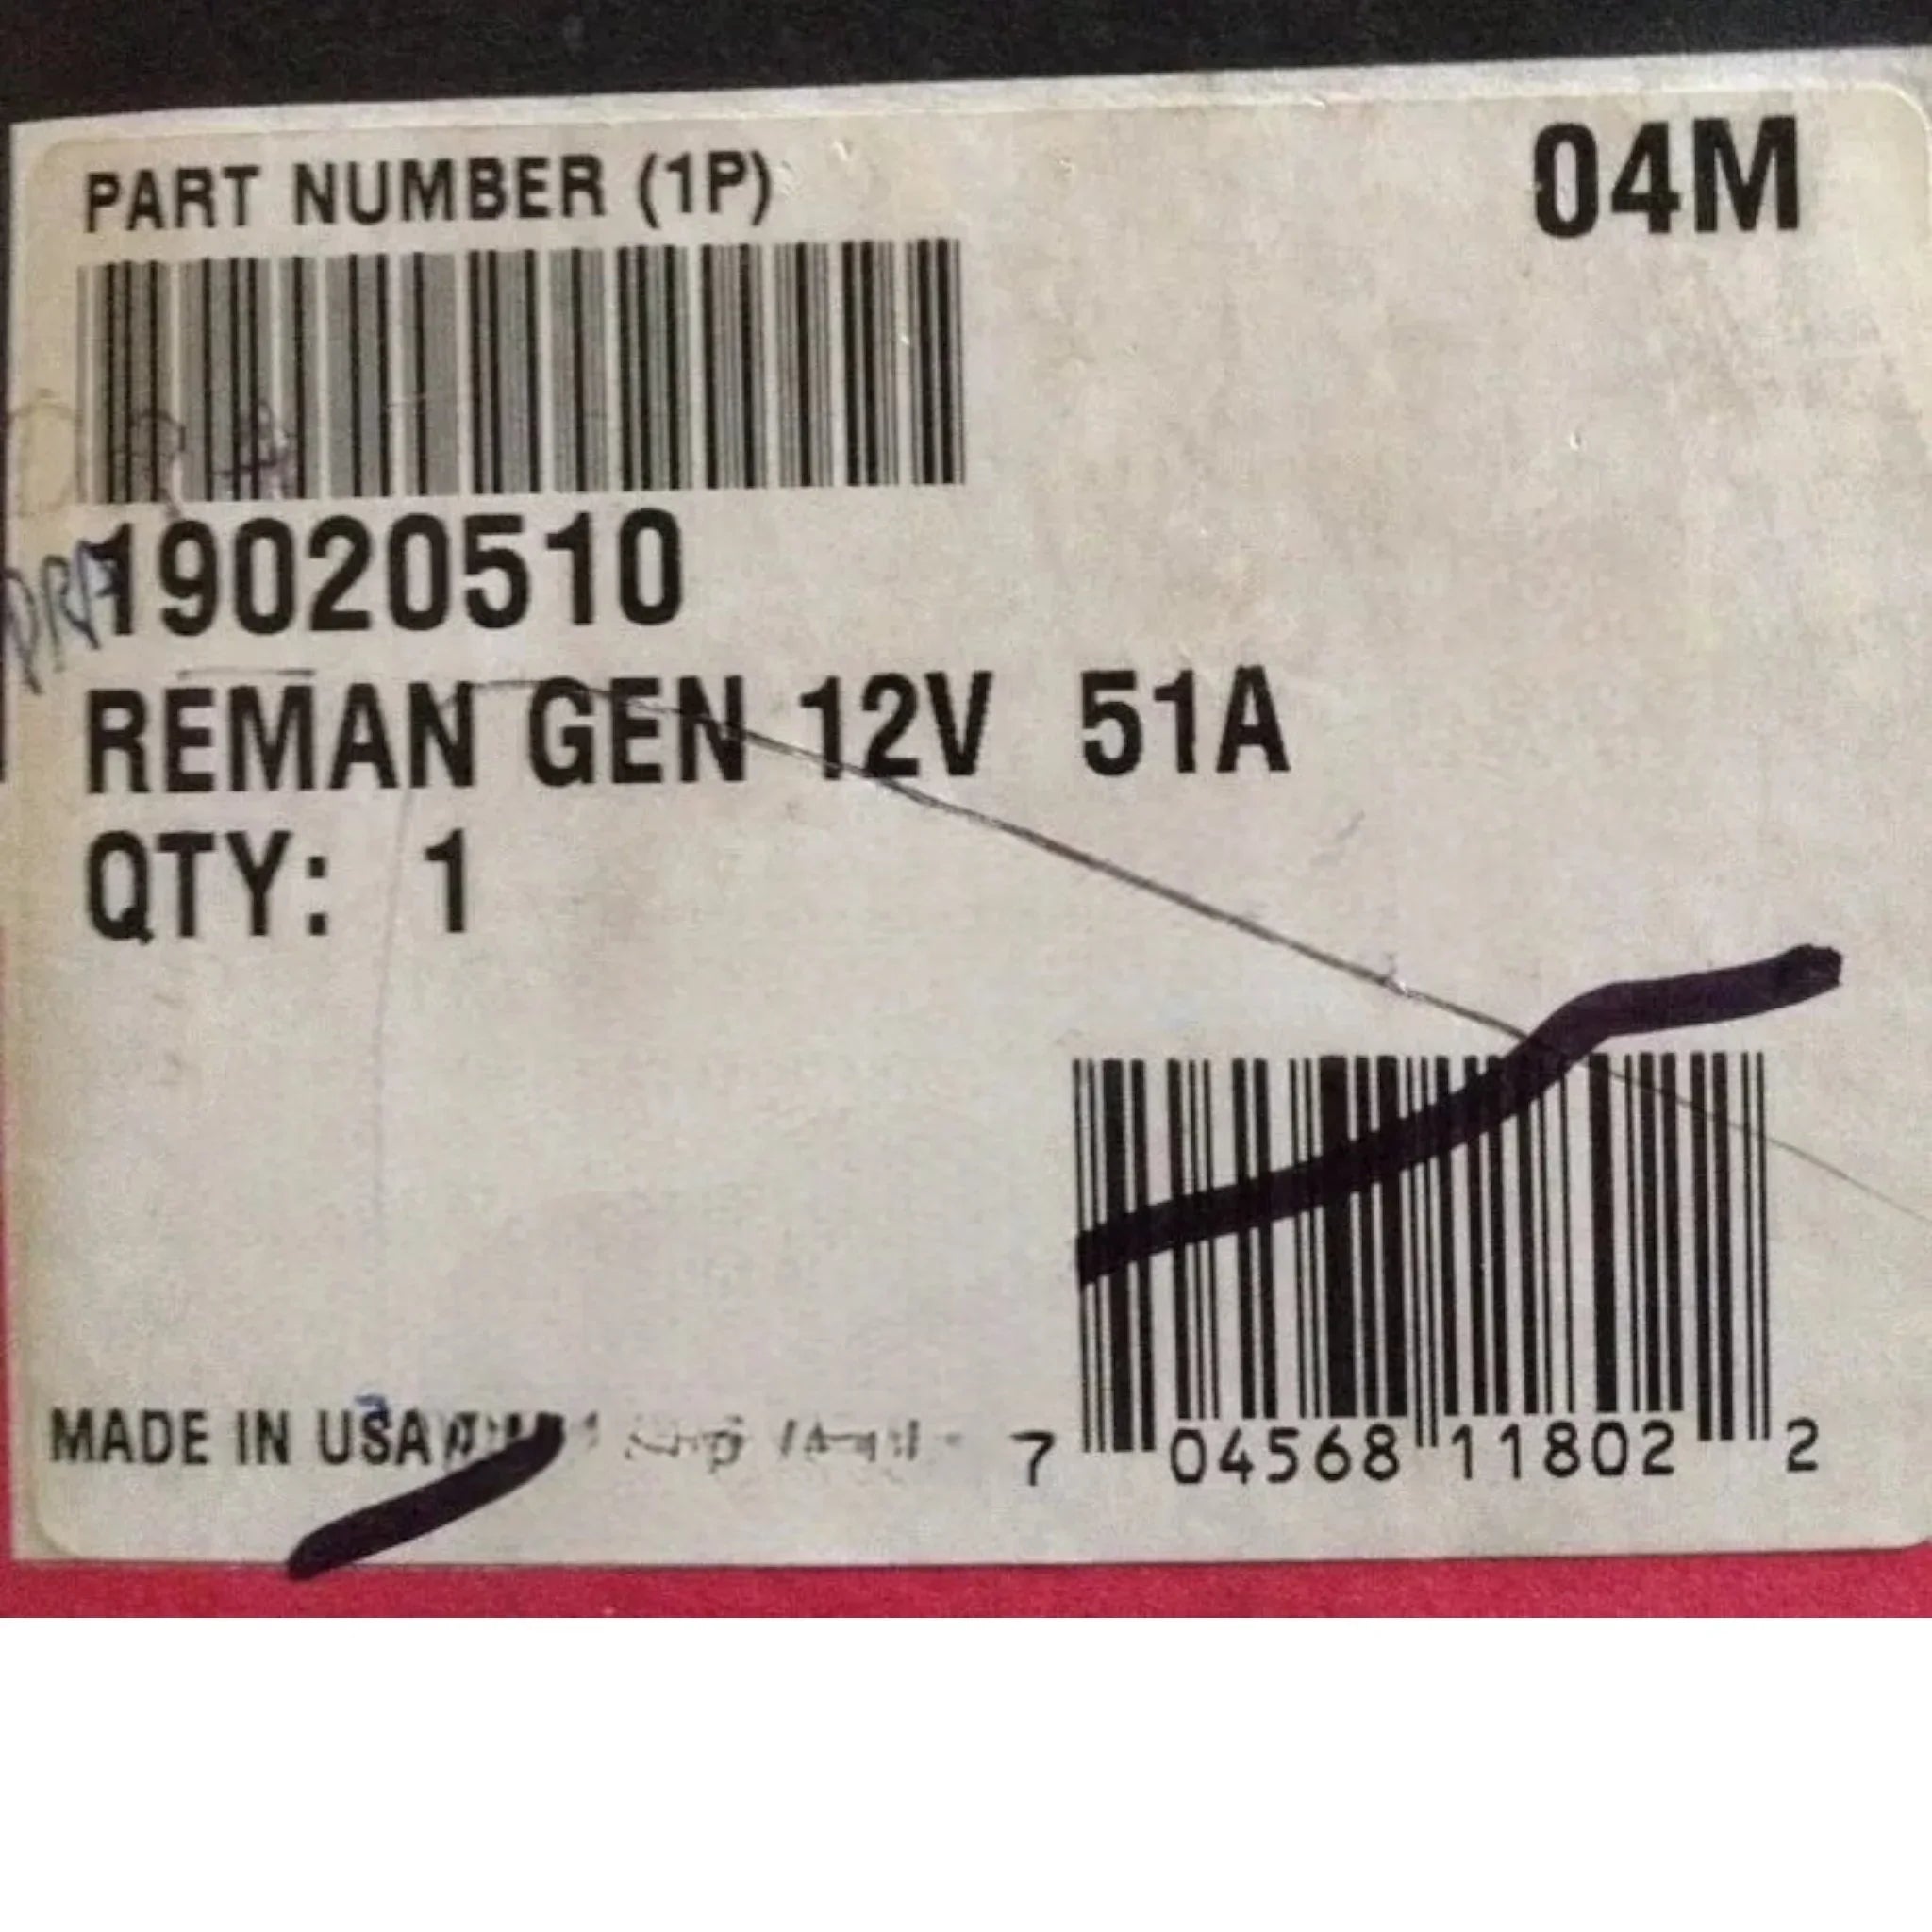 PART NUMBER (1P) 04M
19020510
REMAN GEN 12V 51A
QTY: 1
MADE IN USA
7 04568 11802 2